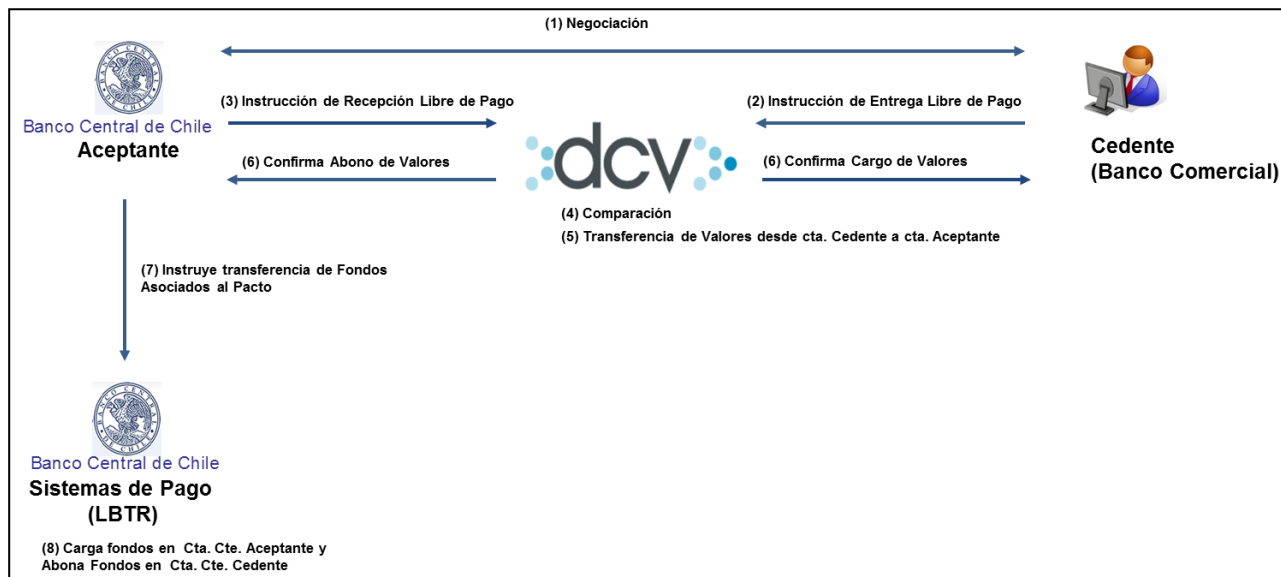 (1) Negociación
(3) Instrucción de Recepción Libre de Pago
(2) Instrucción de Entrega Libre de Pago
Banco Central de Chile
Aceptante
dcv
Cedente
(Banco Comercial)
(6) Confirma Abono de Valores
(6) Confirma Cargo de Valores
(4) Comparación
(5) Transferencia de Valores desde cta. Cedente a cta. Aceptante
(7) Instruye transferencia de Fondos
Asociados al Pacto
Banco Central de Chile
Sistemas de Pago
(LBTR)
(8) Carga fondos en Cta. Cte. Aceptante y
Abona Fondos en Cta. Cte. Cedente